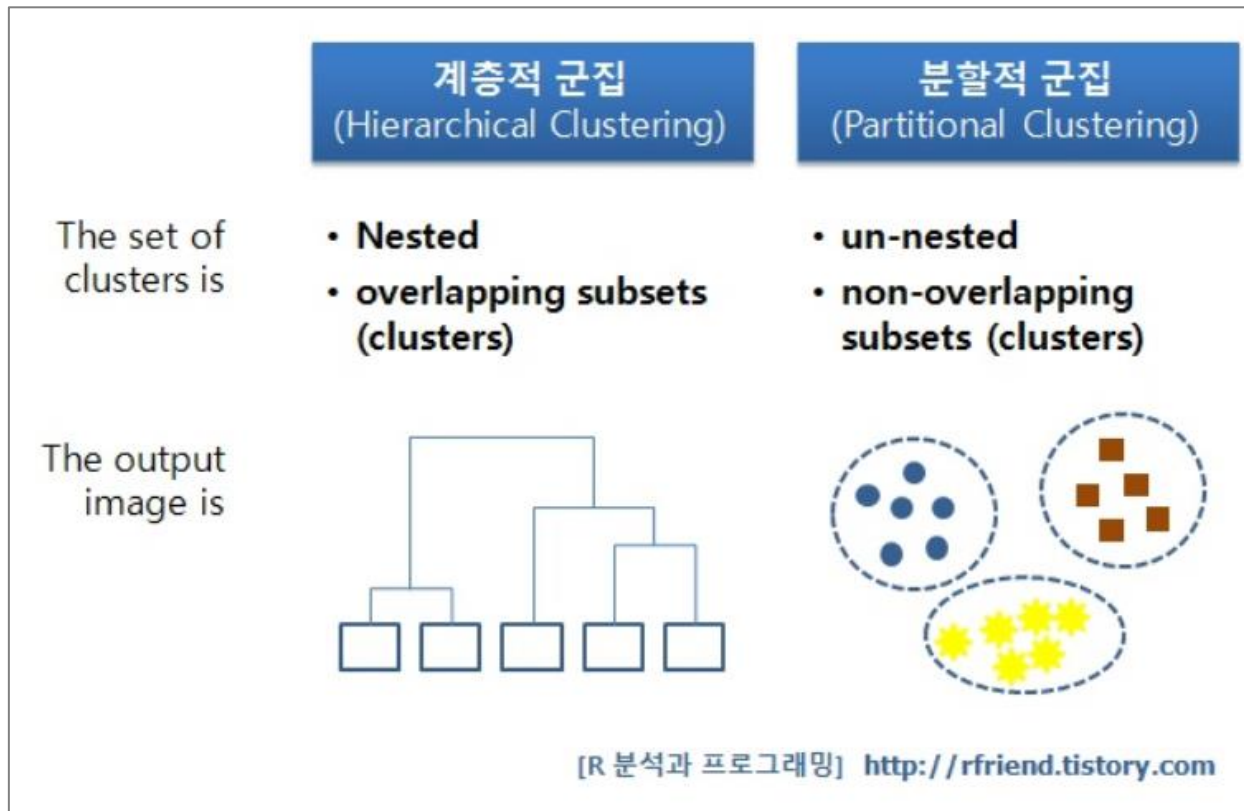 계층적 군집
(Hierarchical Clustering)
분할적 군집
(Partitional Clustering)
The set of
clusters is
• Nested
• overlapping subsets
(clusters)
• un-nested
• non-overlapping
subsets (clusters)
The output
image is
[R 분석과 프로그래밍] http://rfriend.tistory.com